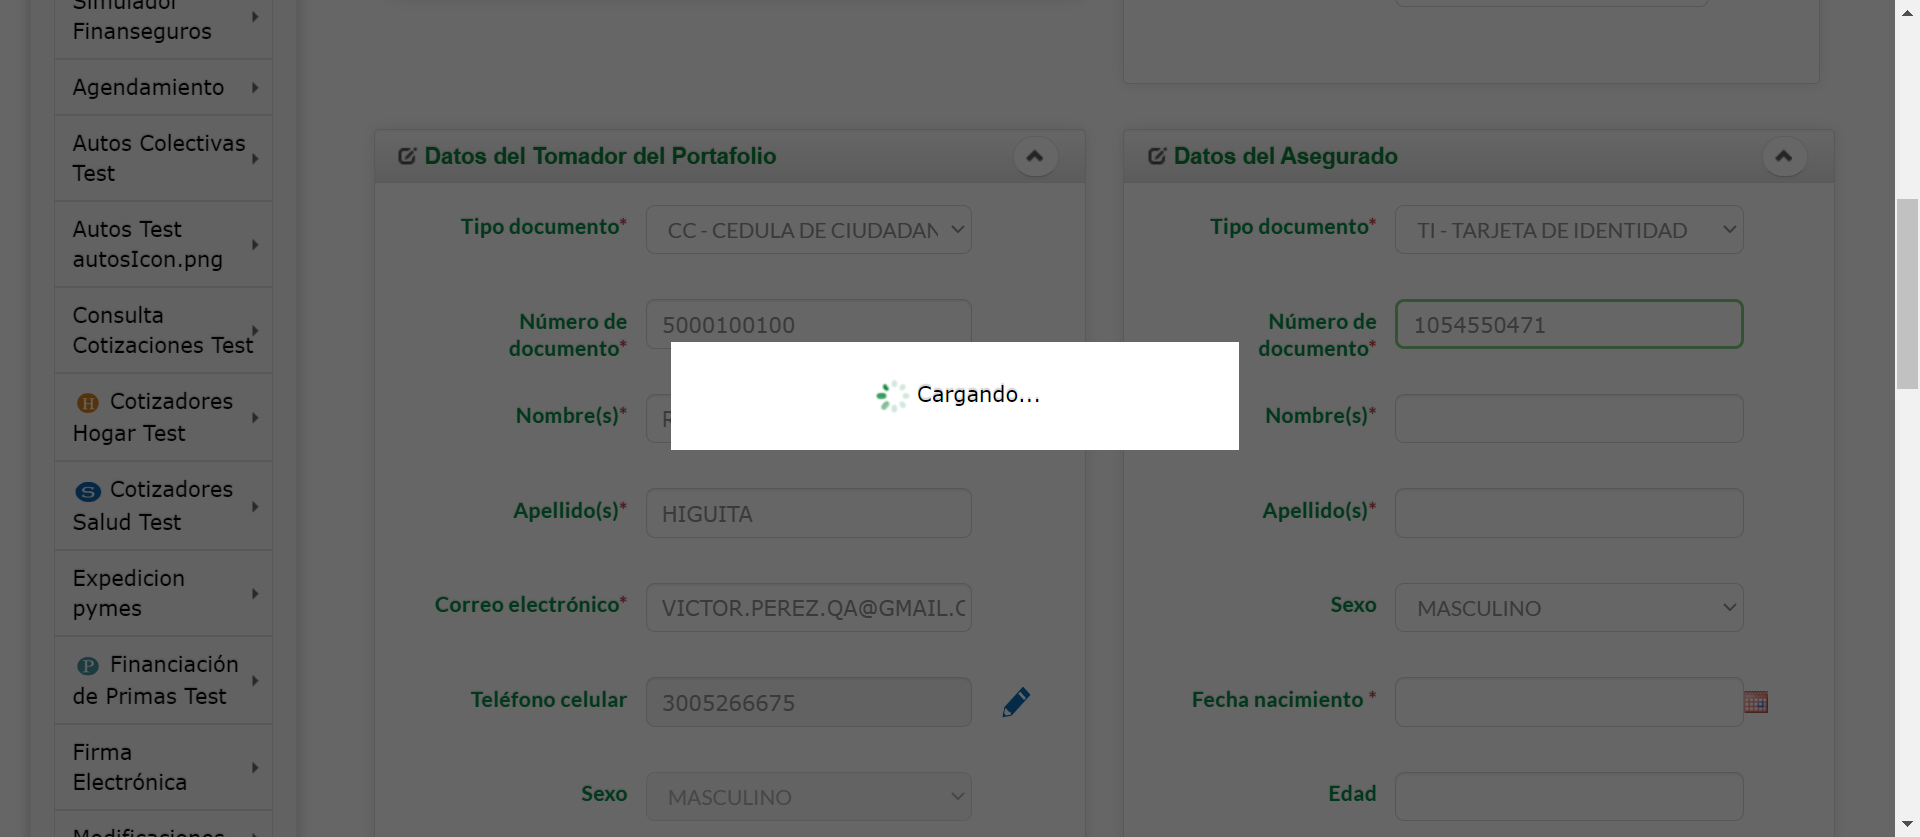 Simulador
Finanseguros
Agendamiento
Autos Colectivas
Test
Autos Test
autosIcon.png
Consulta
Cotizaciones Test
H Cotizadores
Hogar Test
S Cotizadores
Salud Test
Expedicion
pymes
P Financiación
de Primas Test
Firma
Electrónica
Modificaciones
Datos del Tomador del Portafolio
Tipo documento* CC - CEDULA DE CIUDADAN
Número de
documento*
5000100100
Nombre(s)* R
Apellido(s)* HIGUITA
Correo electrónico* VICTOR.PEREZ.QA@GMAIL.C
Teléfono celular 3005266675
Sexo MASCULINO
Cargando...
Datos del Asegurado
Tipo documento* TI - TARJETA DE IDENTIDAD
Número de
documento*
1054550471
Nombre(s)*
Apellido(s)*
Sexo MASCULINO
Fecha nacimiento *
Edad